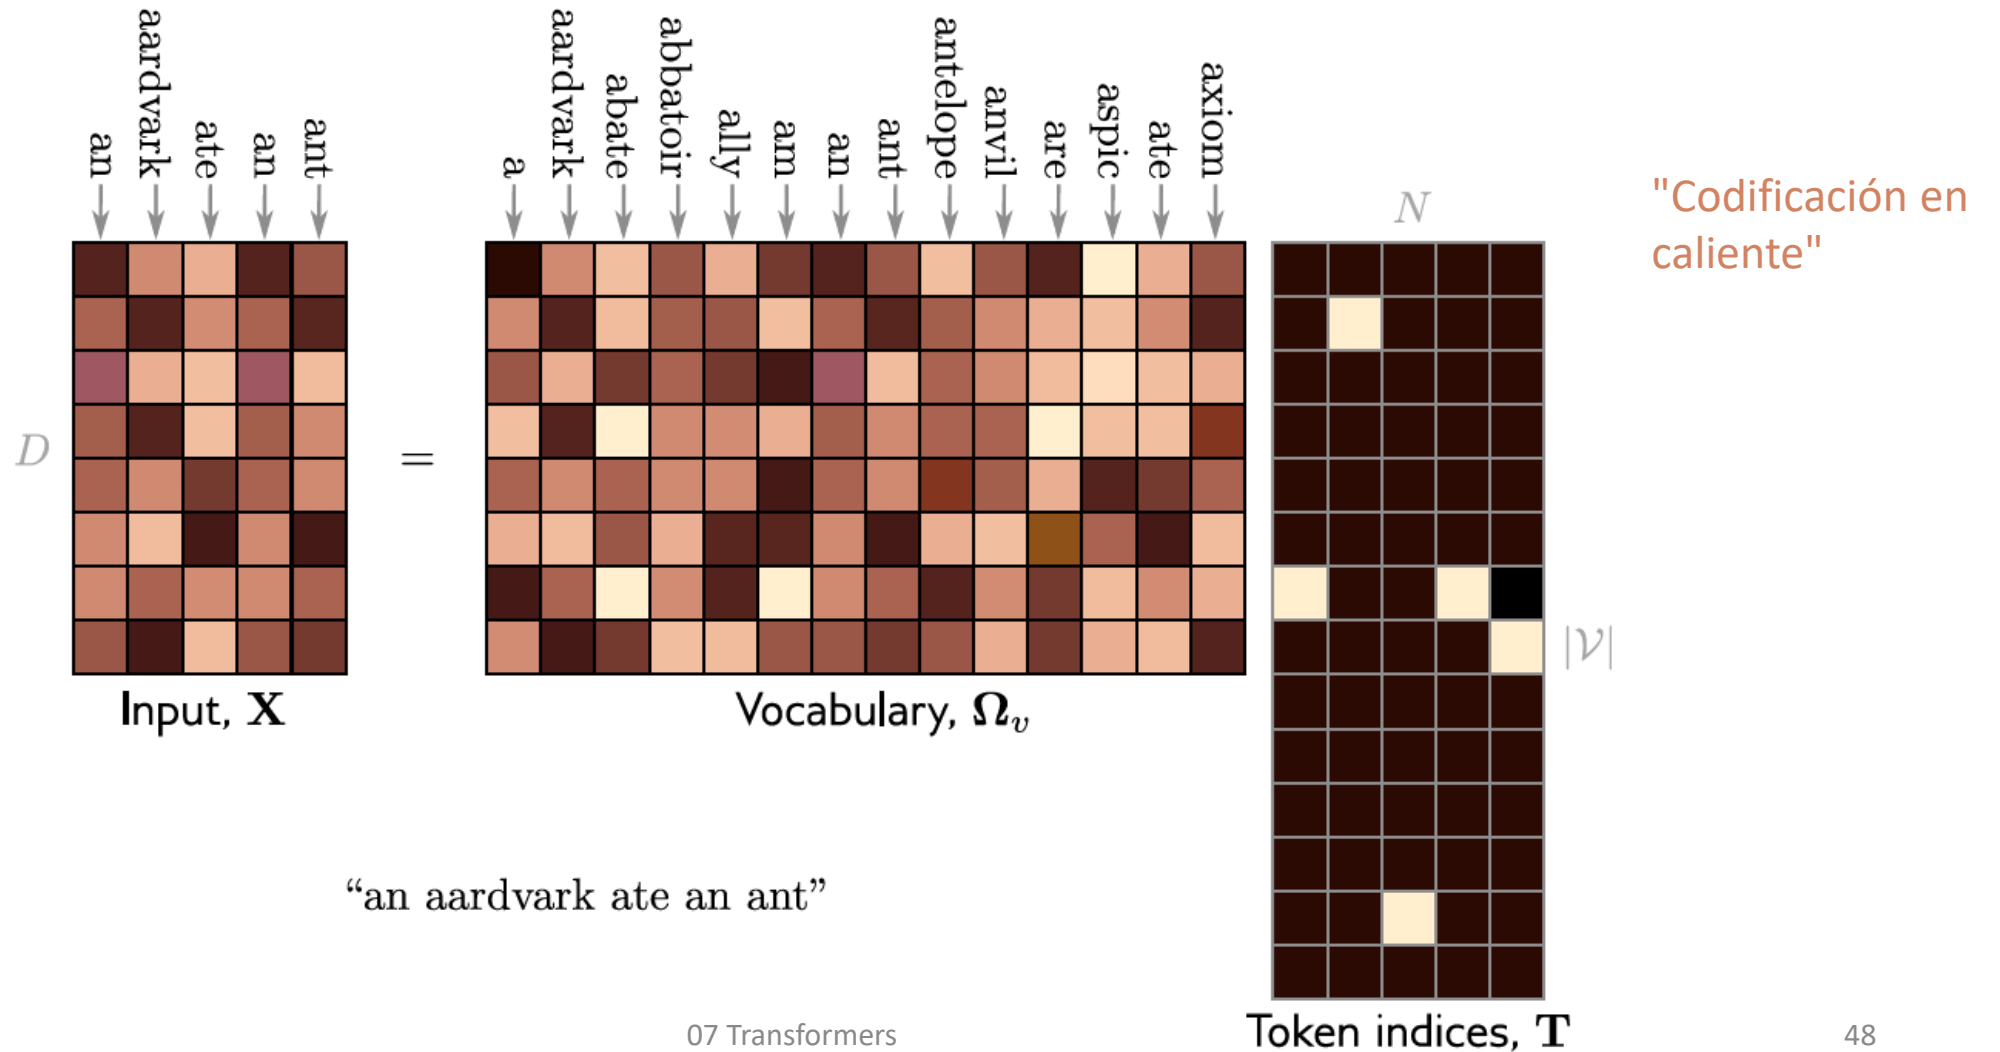 an
aardvark
ate
an
ant
a
aardvark
abate
abbatoir
ally
am
an
ant
antelope
anvil
are
aspic
ate
axiom
N
"Codificación en
caliente"
D
=
|𝒱|
Input, X
Vocabulary, Ωᵥ
“an aardvark ate an ant”
Token indices, T
07 Transformers
48